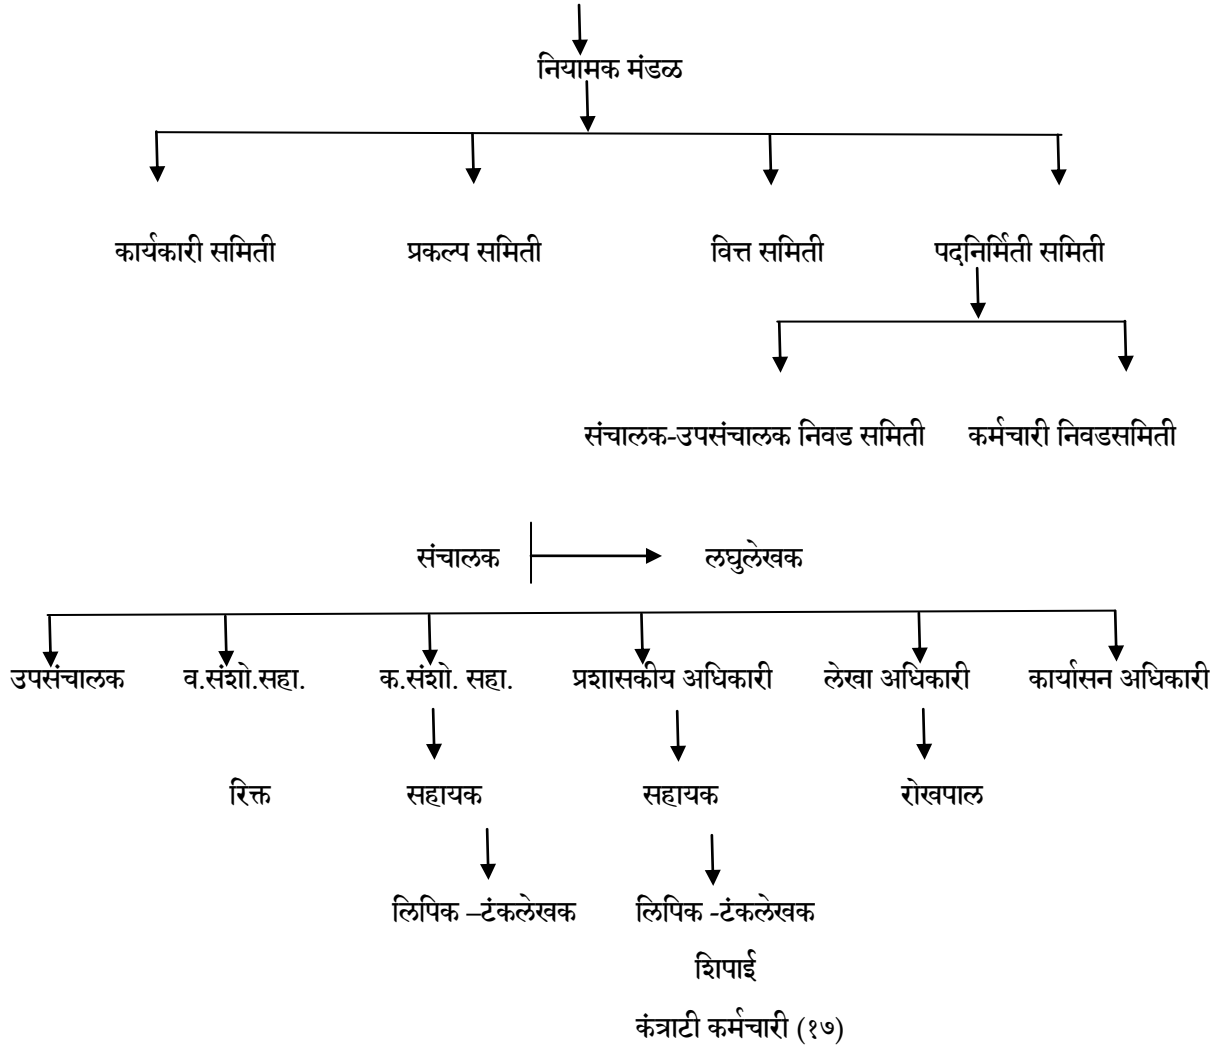 नियामक मंडळ
कार्यकारी समिती प्रकल्प समिती वित्त समिती पदनिर्मिती समिती
संचालक-उपसंचालक निवड समिती कर्मचारी निवडसमिती
संचालक लघुलेखक
उपसंचालक व.संशो.सहा. क.संशो. सहा. प्रशासकीय अधिकारी लेखा अधिकारी कार्यासन अधिकारी
रिक्त सहायक सहायक रोखपाल
लिपिक –टंकलेखक लिपिक -टंकलेखक
शिपाई
कंत्राटी कर्मचारी (१७)